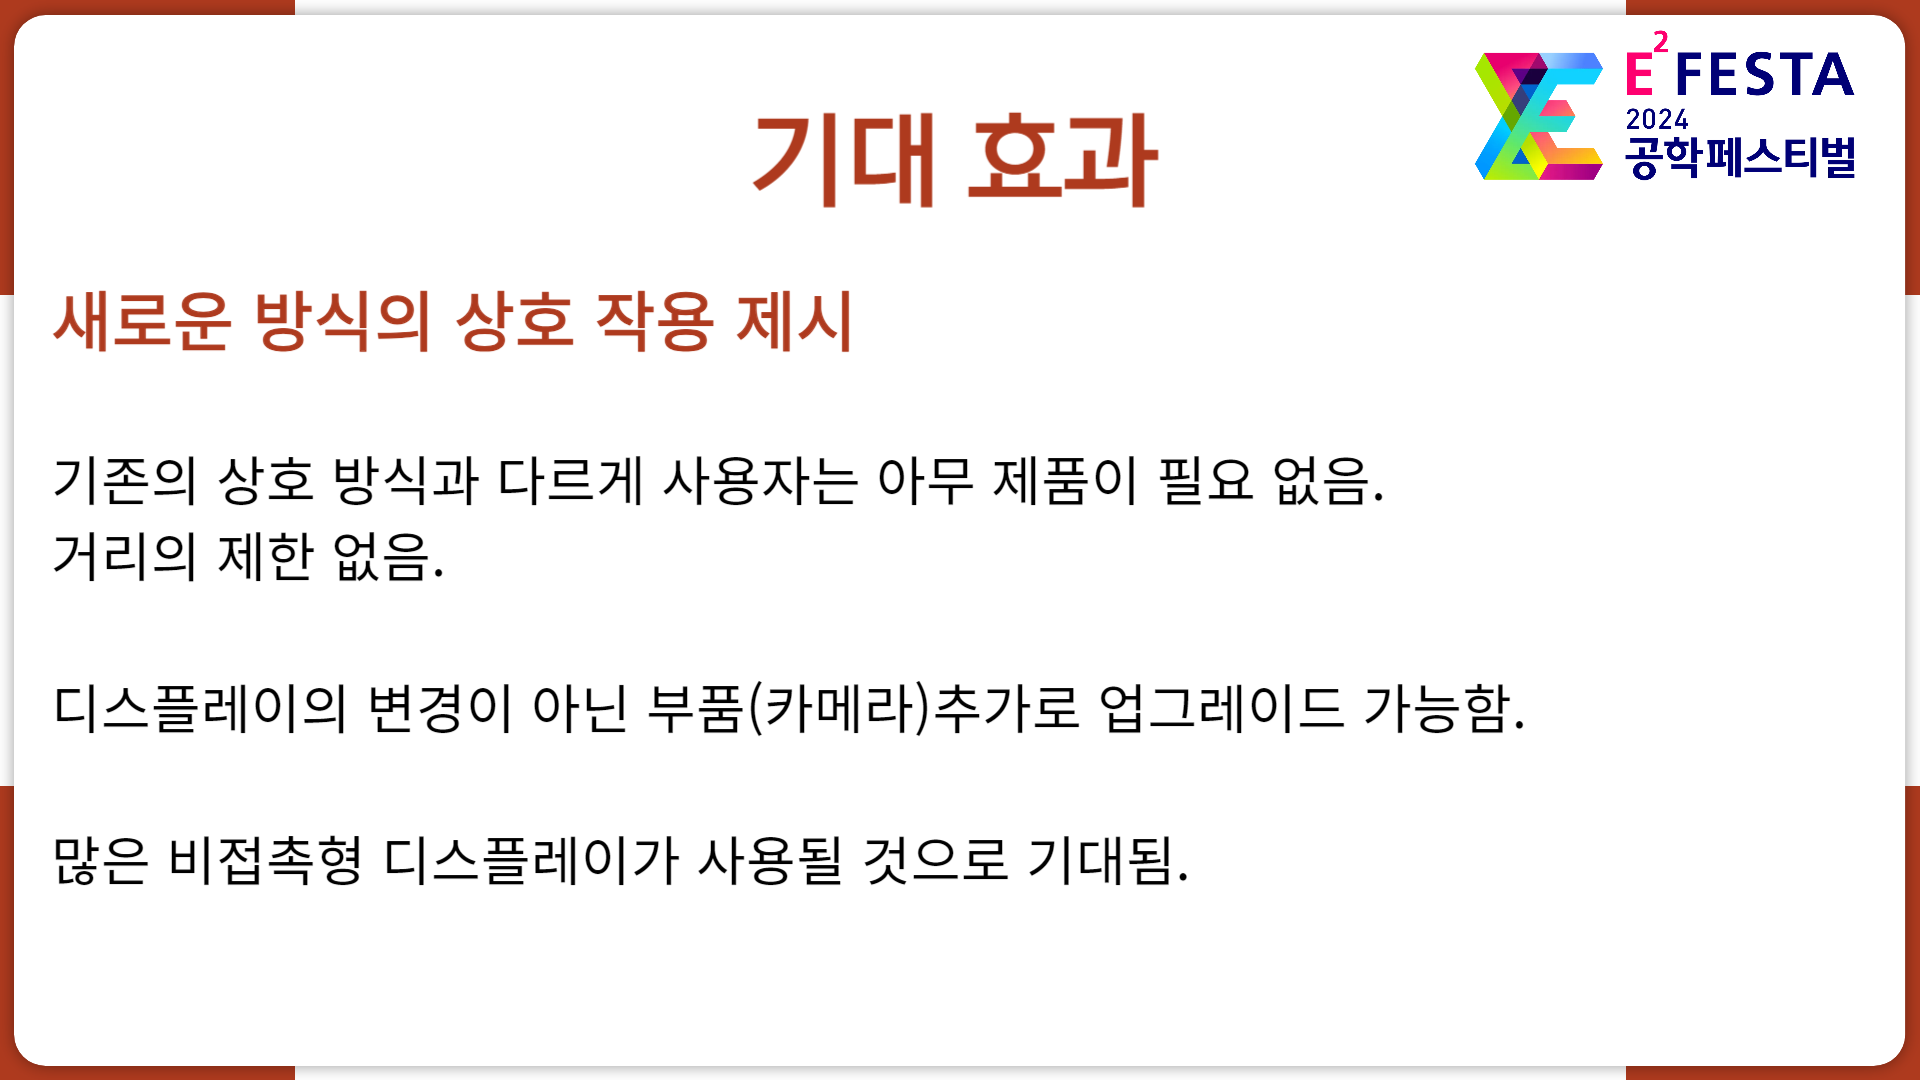 E² FESTA
2024
공학페스티벌
기대 효과
새로운 방식의 상호 작용 제시
기존의 상호 방식과 다르게 사용자는 아무 제품이 필요 없음.
거리의 제한 없음.
디스플레이의 변경이 아닌 부품(카메라)추가로 업그레이드 가능함.
많은 비접촉형 디스플레이가 사용될 것으로 기대됨.